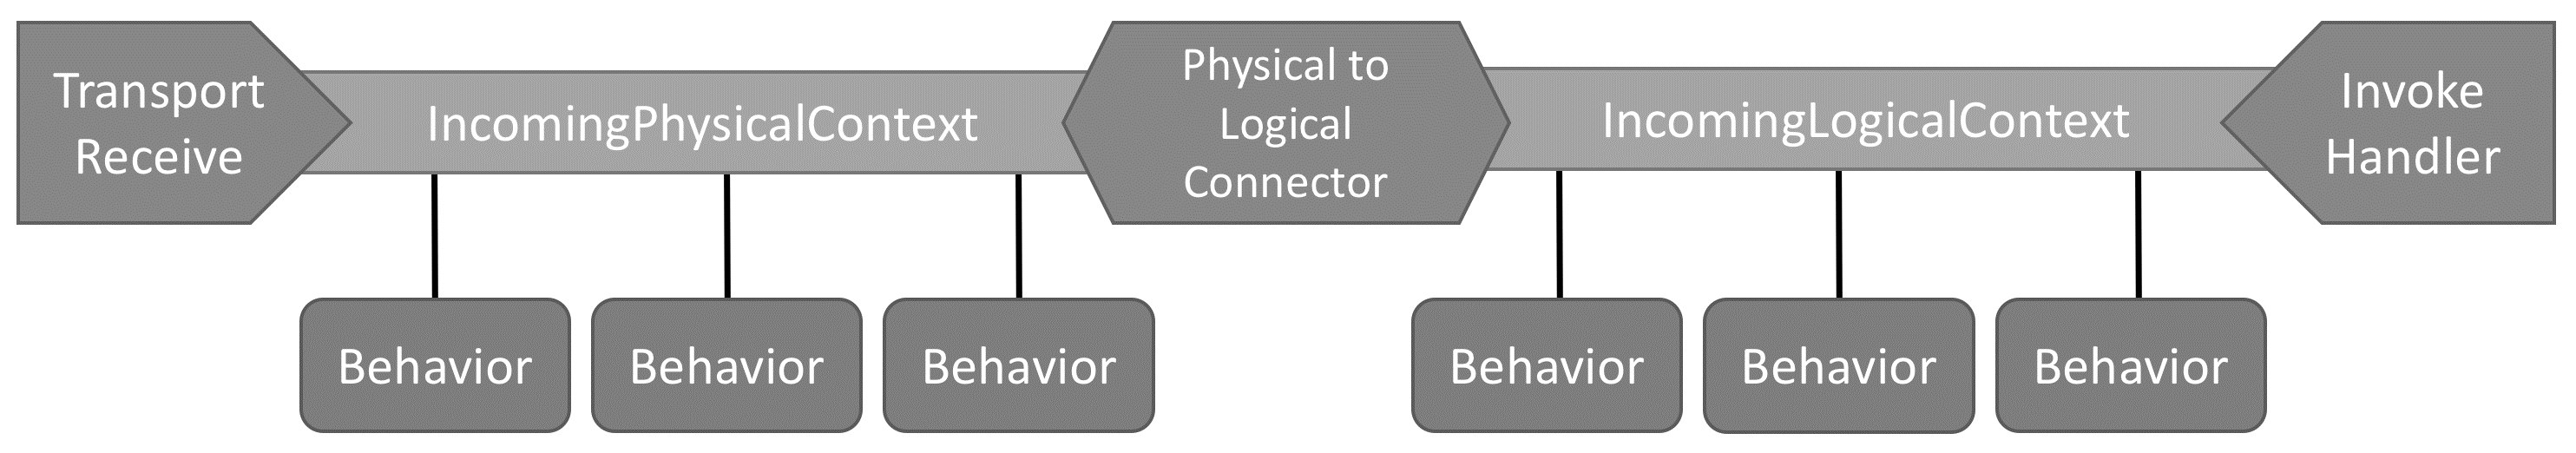 Transport
Receive
IncomingPhysicalContext
Physical to
Logical
Connector
IncomingLogicalContext
Invoke
Handler
Behavior
Behavior
Behavior
Behavior
Behavior
Behavior